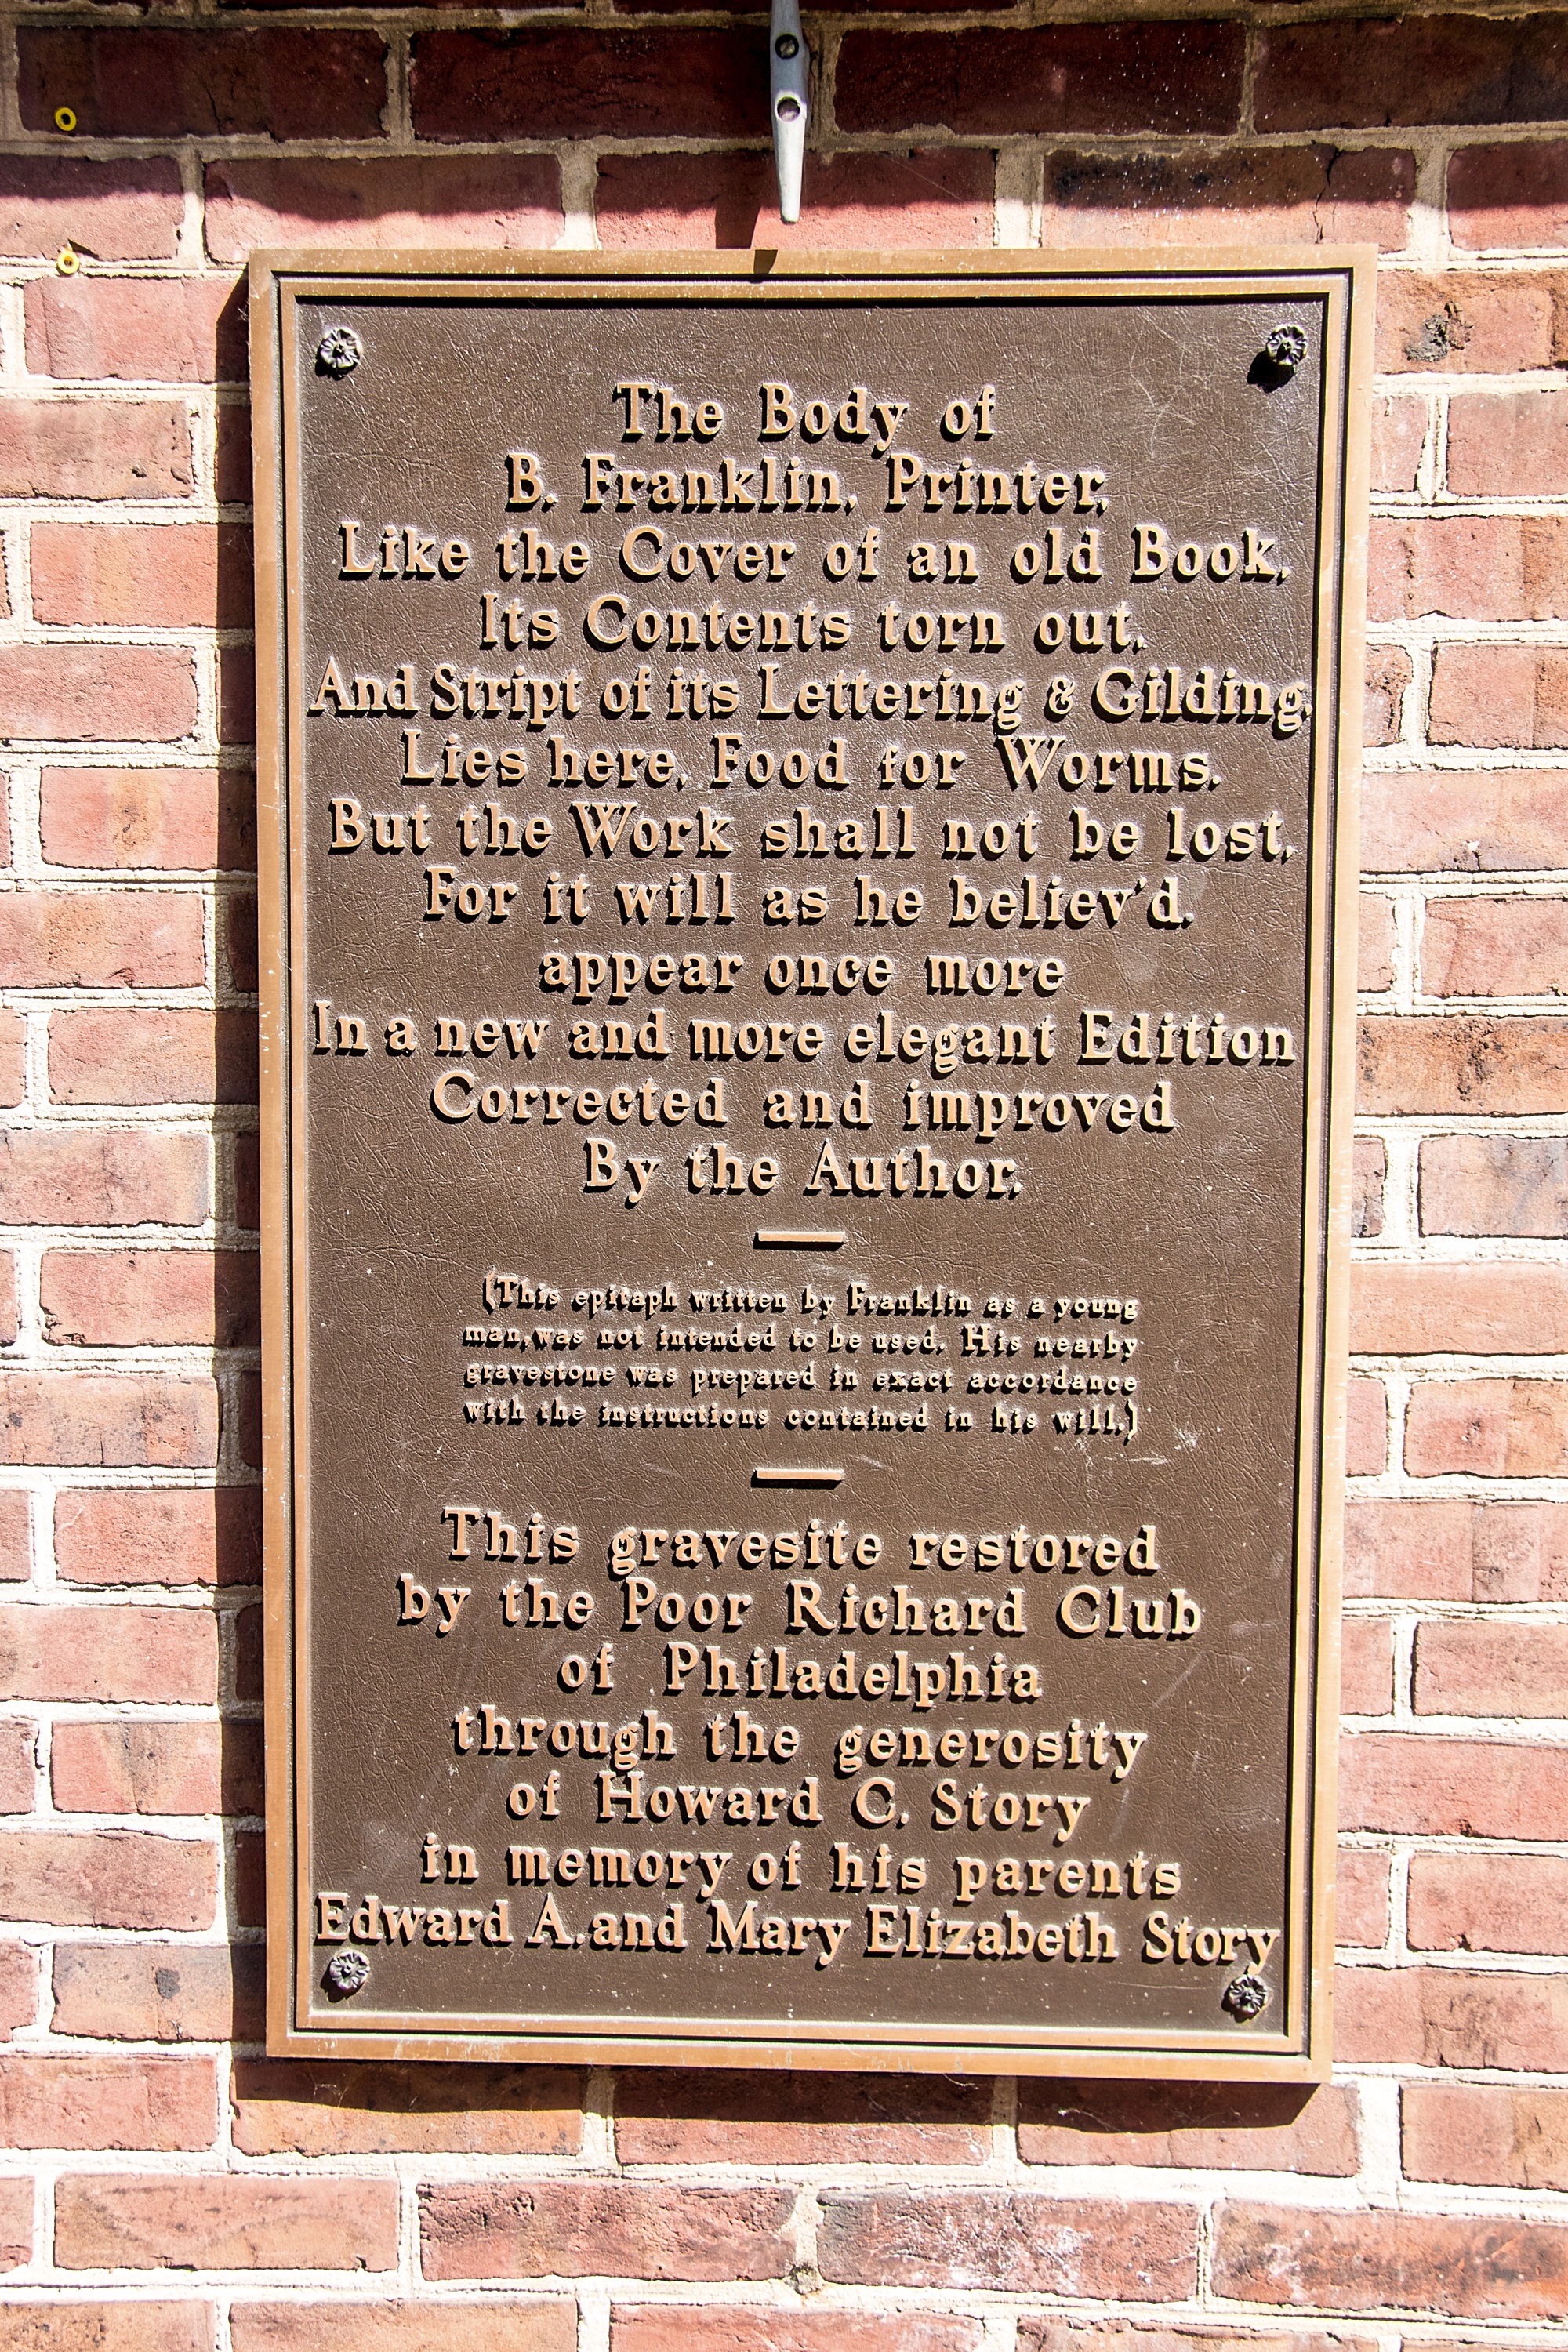 The Body of
B. Franklin, Printer,
Like the Cover of an old Book,
Its Contents torn out,
And Stript of its Lettering & Gilding,
Lies here, Food for Worms.
But the Work shall not be lost,
For it will as he believ'd,
appear once more
In a new and more elegant Edition
Corrected and improved
By the Author.
(This epitaph written by Franklin as a young
man, was not intended to be used. His nearby
gravestone was prepared in exact accordance
with the instructions contained in his will.)
This gravesite restored
by the Poor Richard Club
of Philadelphia
through the generosity
of Howard C. Story
in memory of his parents
Edward A. and Mary Elizabeth Story